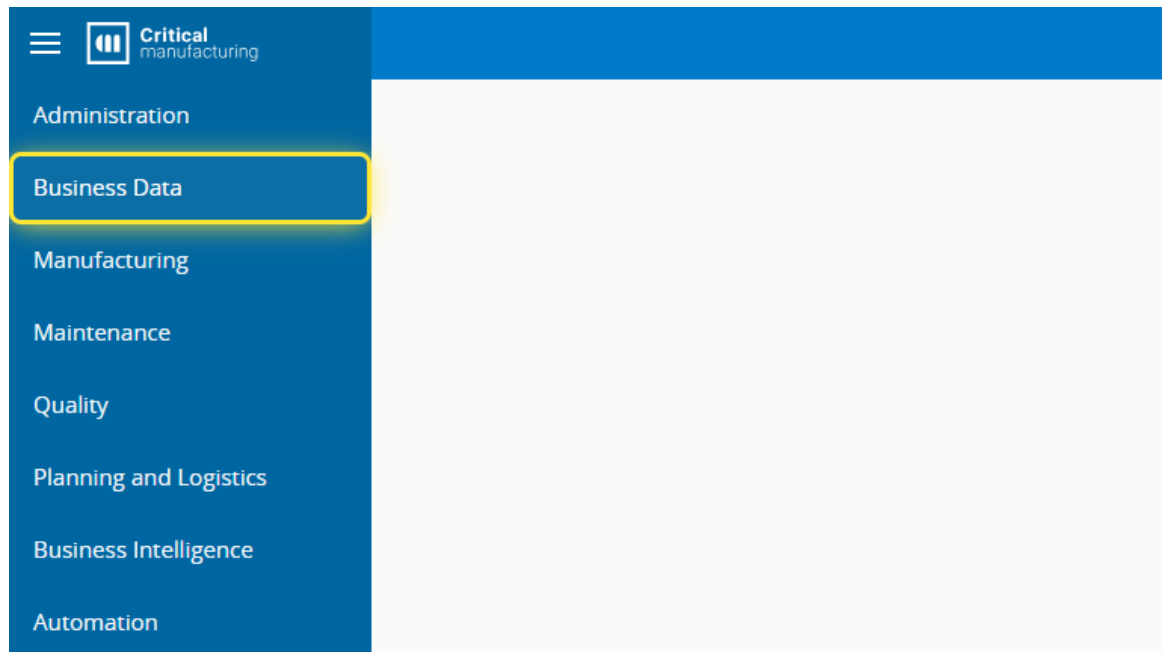 Critical
manufacturing
Administration
Business Data
Manufacturing
Maintenance
Quality
Planning and Logistics
Business Intelligence
Automation